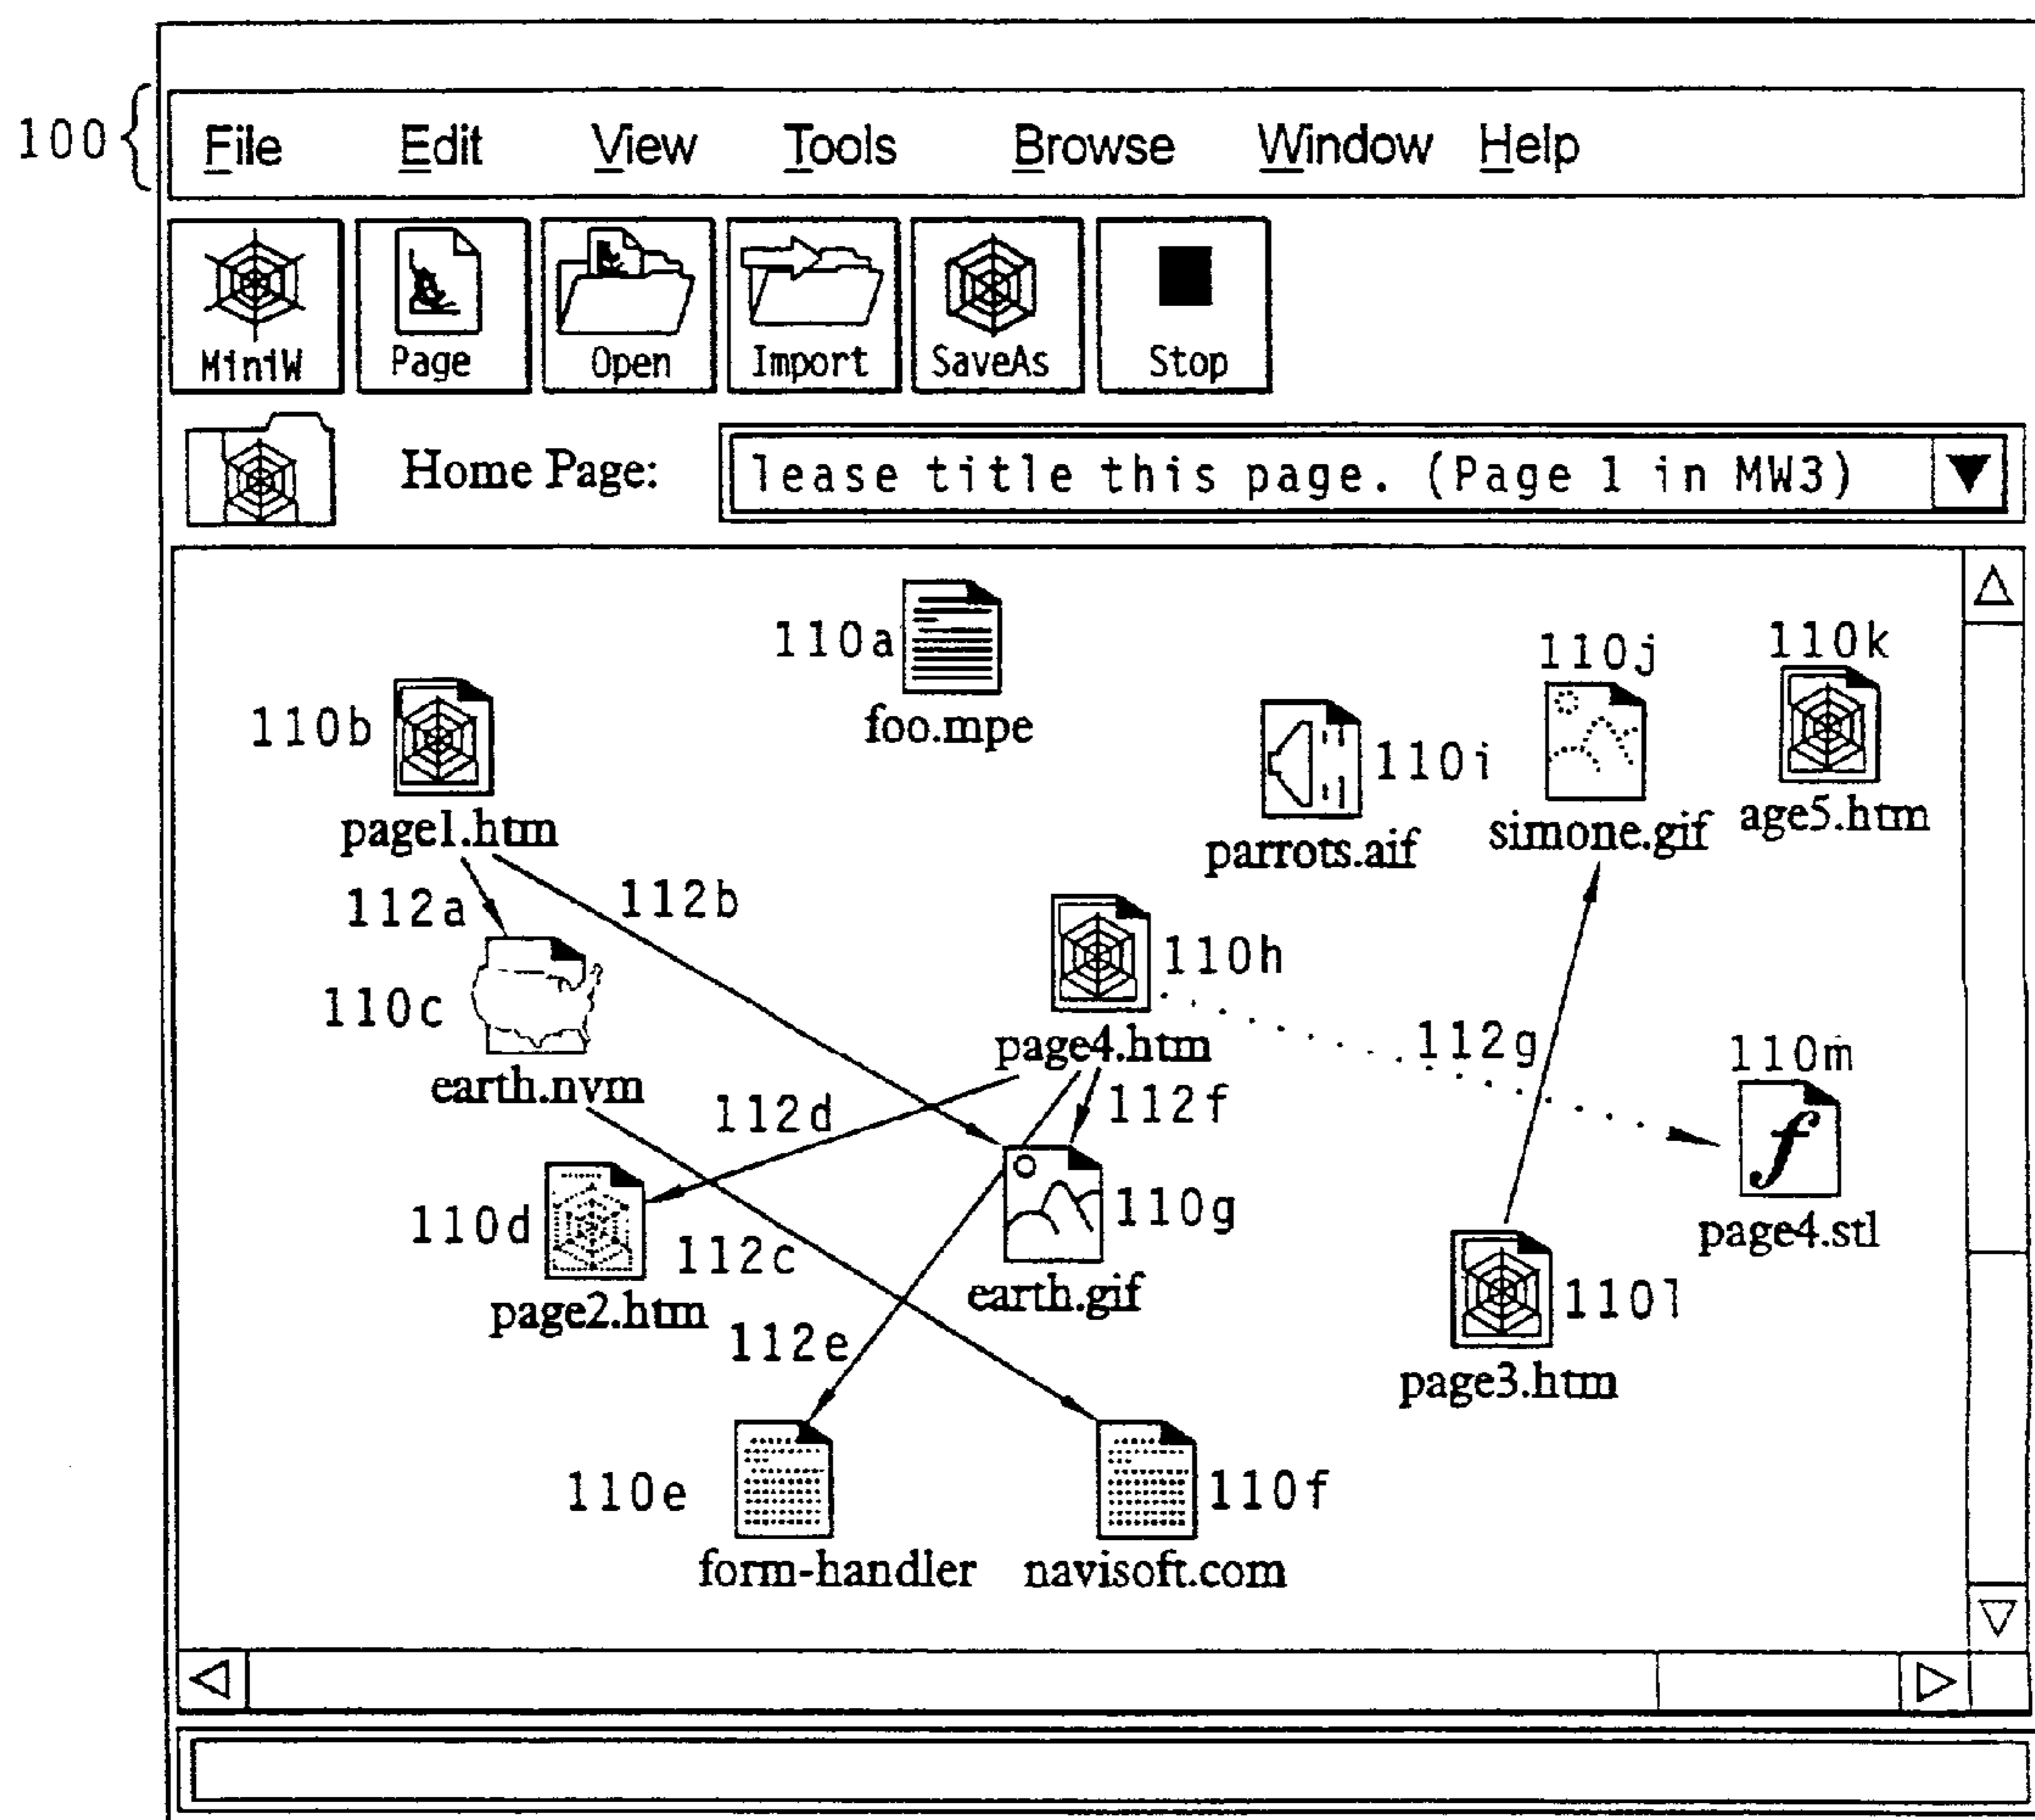 100
File Edit View Tools Browse Window Help
MiniW Page Open Import SaveAs Stop
Home Page: lease title this page. (Page 1 in MW3)
110a
foo.mpe
110b
page1.htm
110j
110k
110i
parrots.aif
simone.gif
age5.htm
112a
112b
110c
earth.nvm
110h
page4.htm
112g
110m
page4.stl
112d
112f
110d
page2.htm
112c
110g
earth.gif
110l
page3.htm
112e
110e
form-handler
110f
navisoft.com
f